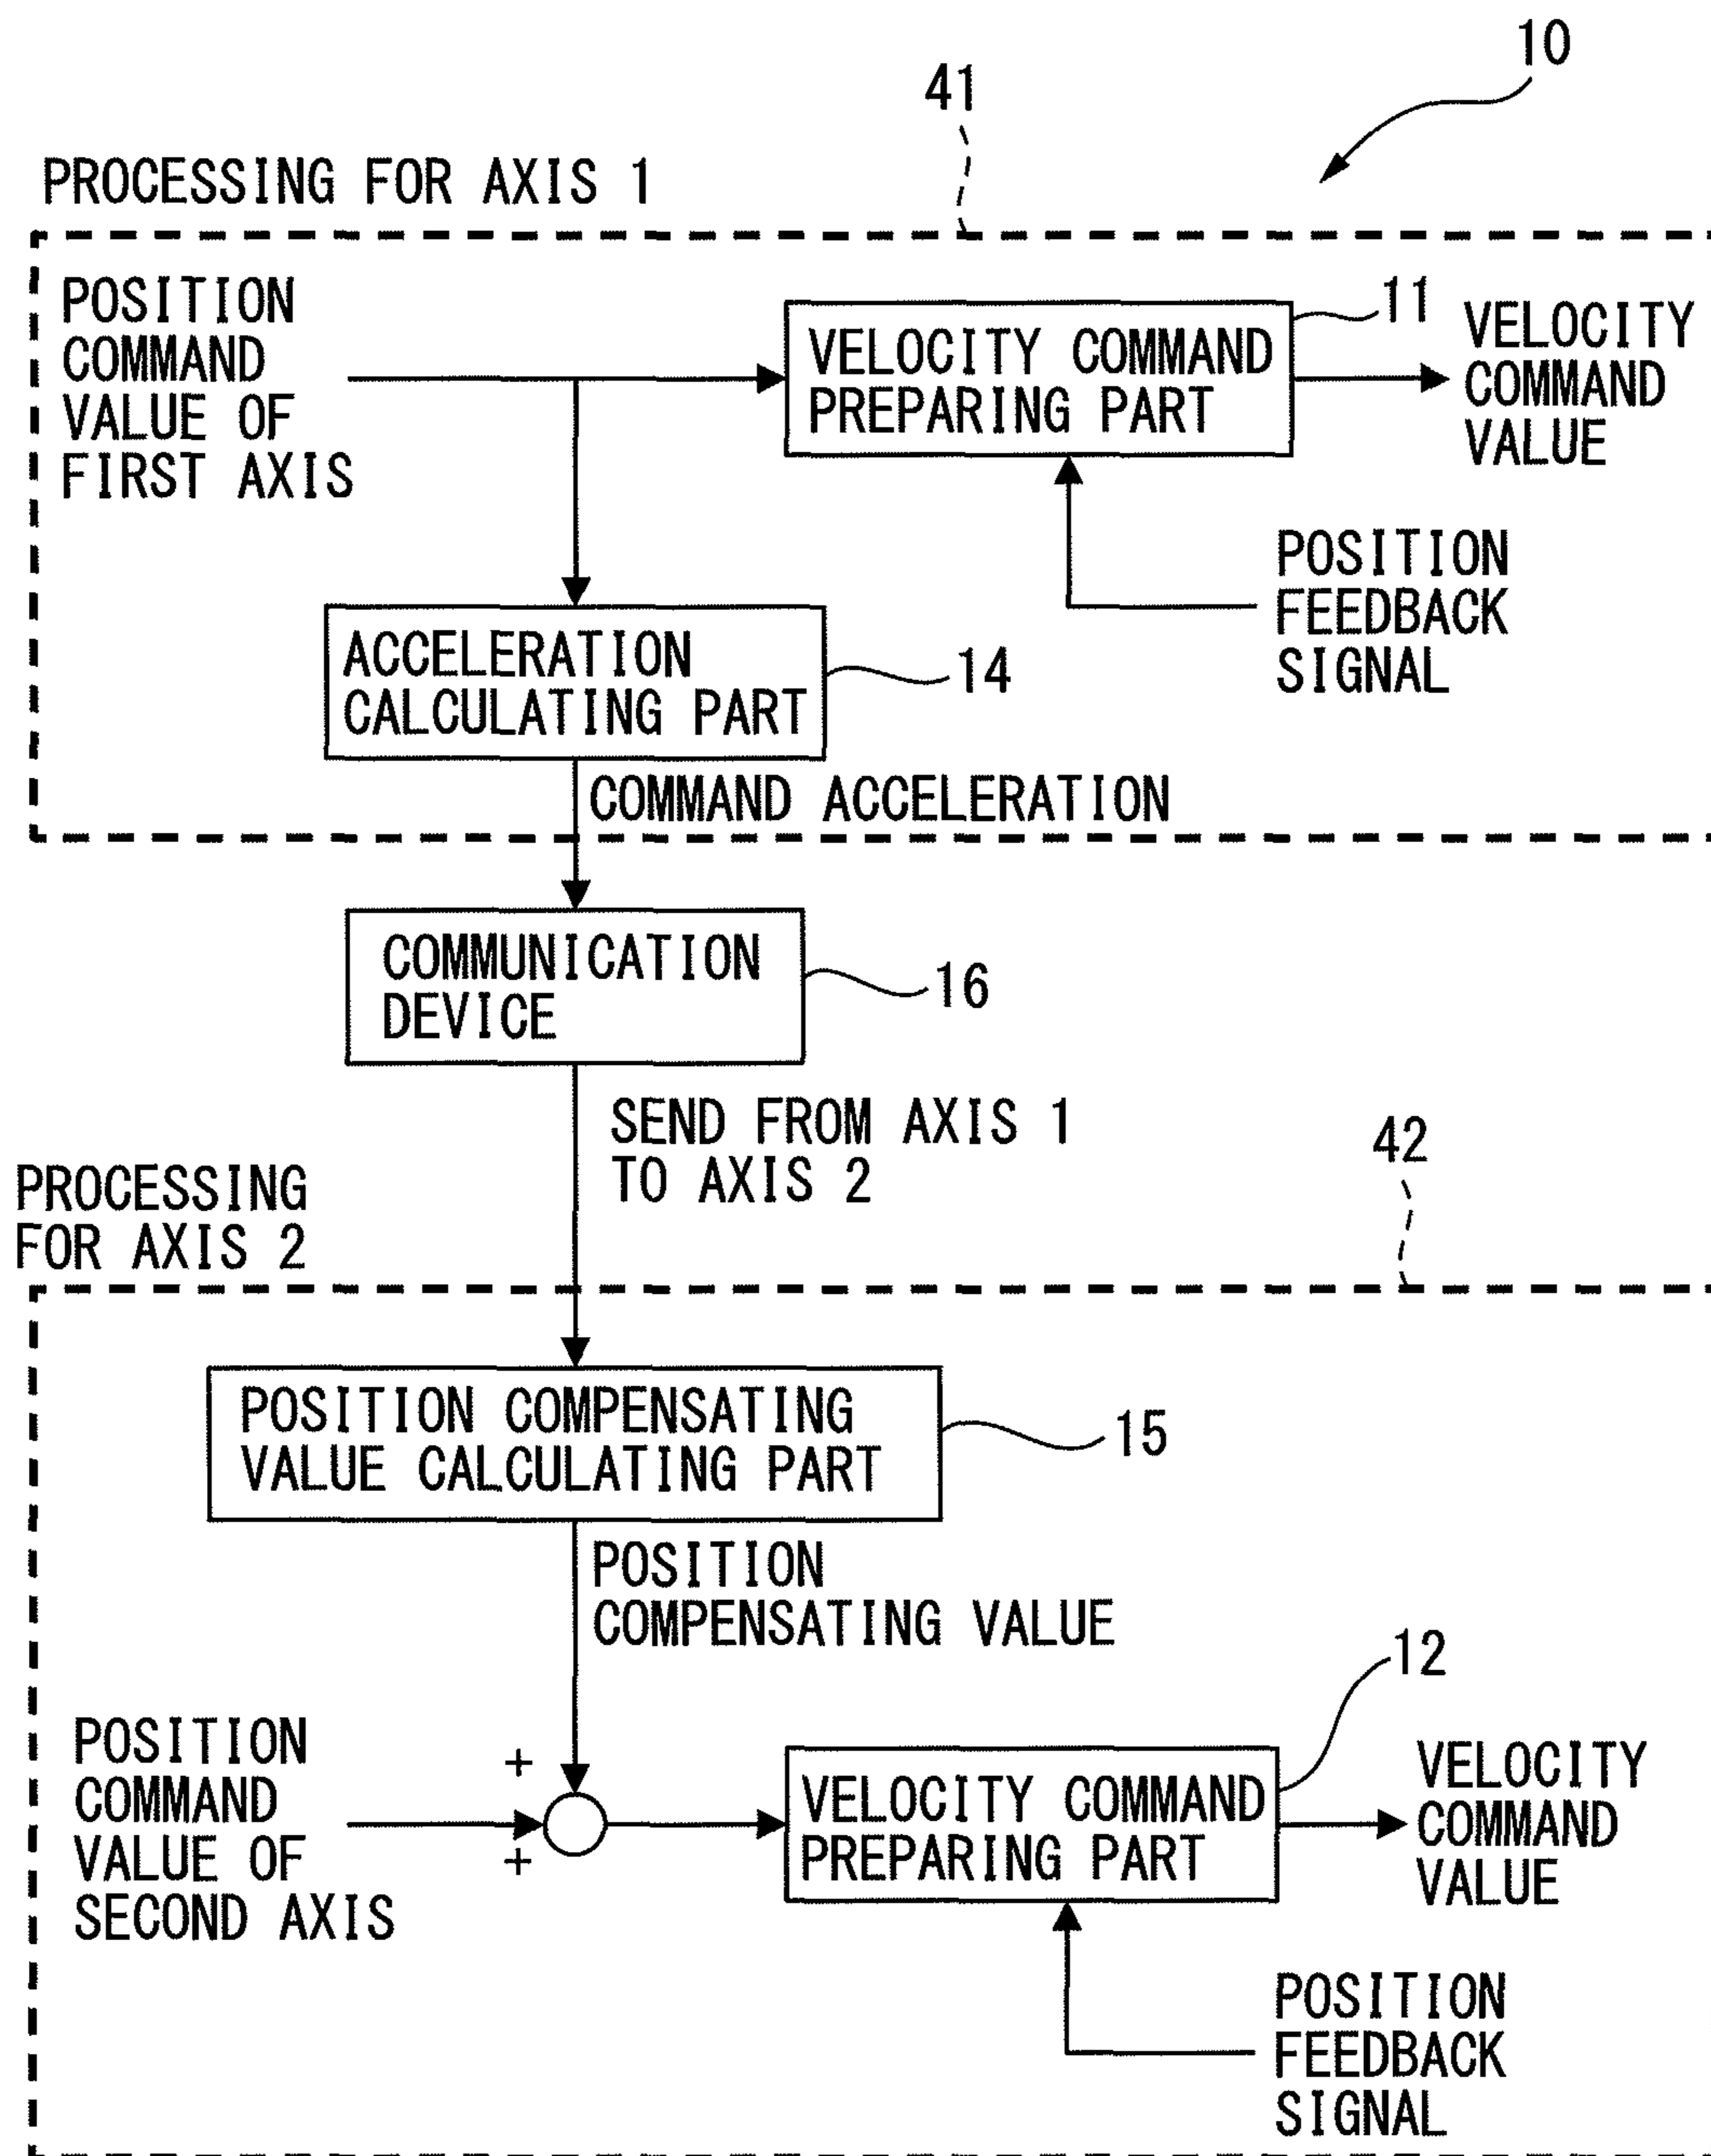 10
41
PROCESSING FOR AXIS 1
POSITION
COMMAND
VALUE OF
FIRST AXIS
VELOCITY COMMAND
PREPARING PART
11
VELOCITY
COMMAND
VALUE
POSITION
FEEDBACK
SIGNAL
ACCELERATION
CALCULATING PART
14
COMMAND ACCELERATION
COMMUNICATION
DEVICE
16
SEND FROM AXIS 1
TO AXIS 2
42
PROCESSING
FOR AXIS 2
POSITION COMPENSATING
VALUE CALCULATING PART
15
POSITION
COMPENSATING VALUE
12
POSITION
COMMAND
VALUE OF
SECOND AXIS
+
+
VELOCITY COMMAND
PREPARING PART
VELOCITY
COMMAND
VALUE
POSITION
FEEDBACK
SIGNAL